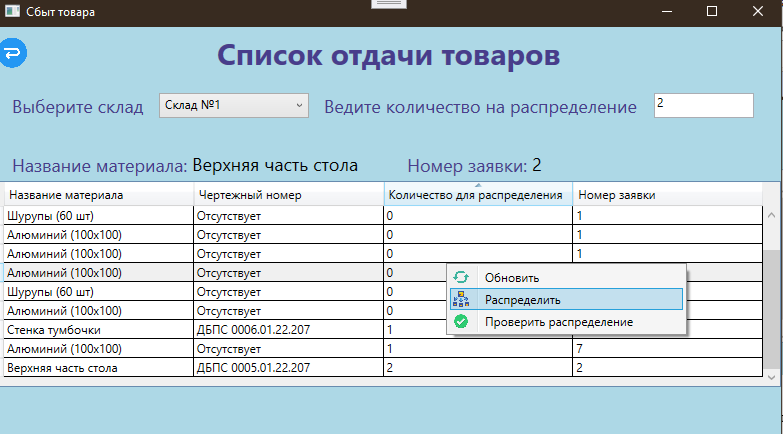 Сбыт товара
Список отдачи товаров
Выберите склад Склад №1 Ведите количество на распределение 2
Название материала: Верхняя часть стола Номер заявки: 2
Название материала Чертежный номер Количество для распределения Номер заявки
Шурупы (60 шт) Отсутствует 0 1
Алюминий (100x100) Отсутствует 0 1
Алюминий (100x100) Отсутствует 0 1
Алюминий (100x100) Отсутствует 0
Обновить
Шурупы (60 шт) Отсутствует 0
Распределить
Алюминий (100x100) Отсутствует 0
Проверить распределение
Стенка тумбочки ДБПС 0006.01.22.207 1
Алюминий (100x100) Отсутствует 1 7
Верхняя часть стола ДБПС 0005.01.22.207 2 2